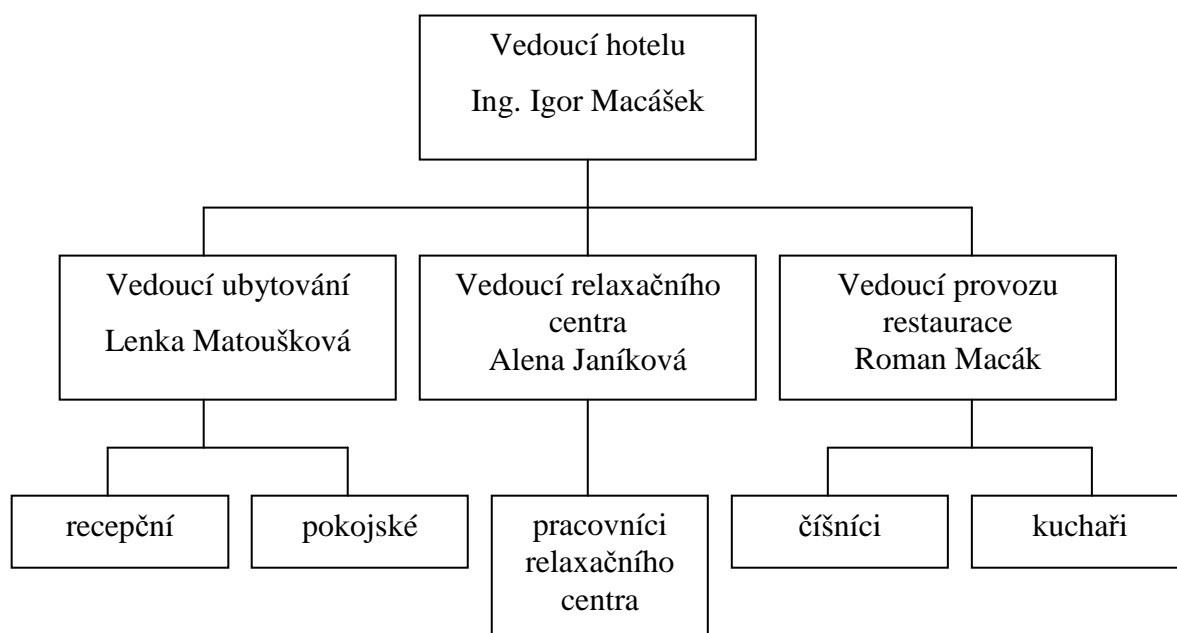 Vedoucí hotelu
Ing. Igor Macášek
Vedoucí ubytování
Lenka Matoušková
Vedoucí relaxačního
centra
Alena Janíková
Vedoucí provozu
restaurace
Roman Macák
recepční
pokojské
pracovníci
relaxačního
centra
číšníci
kuchaři